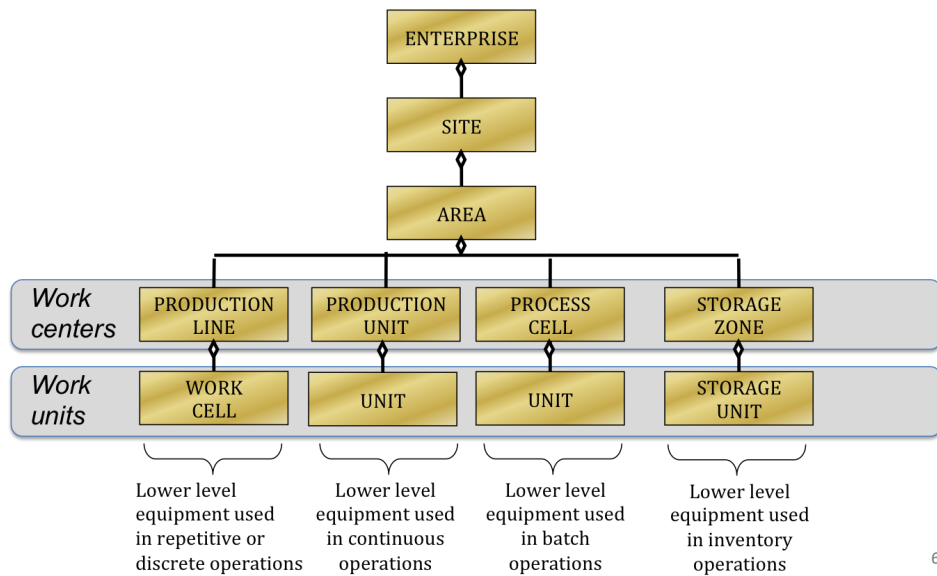 ENTERPRISE
SITE
AREA
Work
centers
PRODUCTION
LINE
PRODUCTION
UNIT
PROCESS
CELL
STORAGE
ZONE
Work
units
WORK
CELL
UNIT
UNIT
STORAGE
UNIT
Lower level
equipment used
in repetitive or
discrete operations
Lower level
equipment used
in continuous
operations
Lower level
equipment used
in batch
operations
Lower level
equipment used
in inventory
operations
6